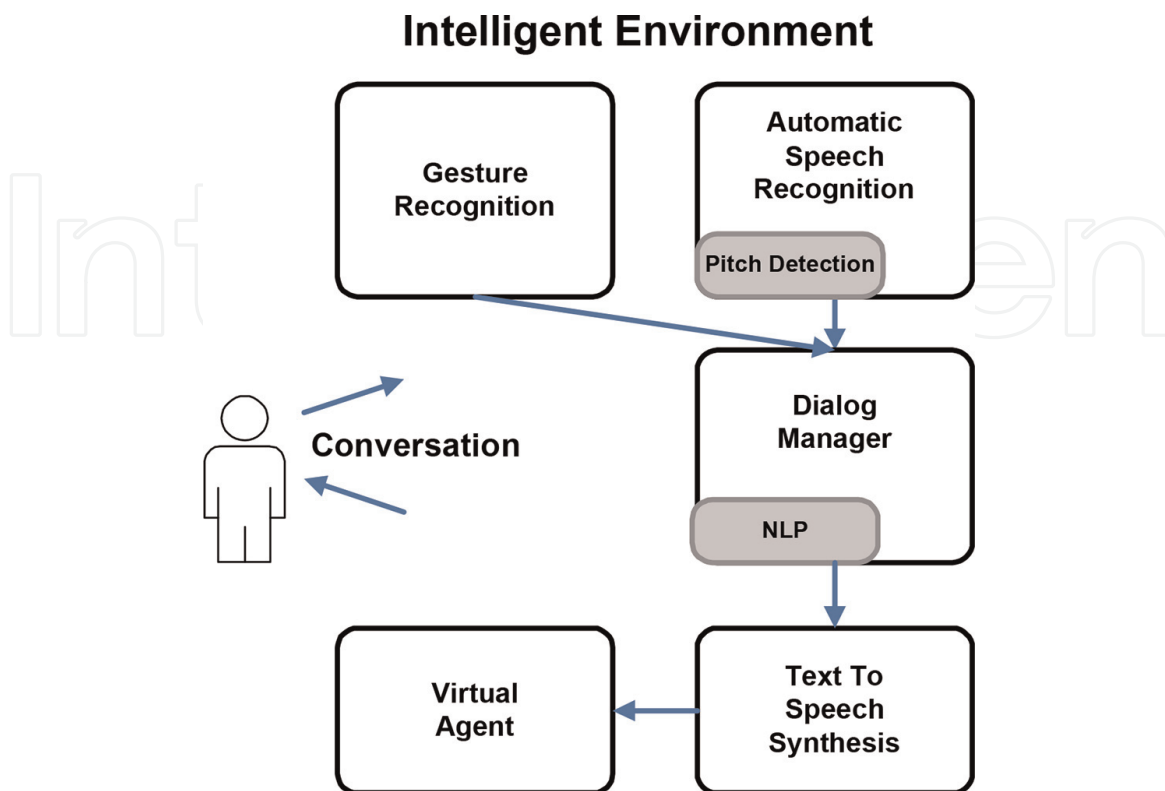 Intelligent Environment
Gesture
Recognition
Automatic
Speech
Recognition
Pitch Detection
Dialog
Manager
Conversation
NLP
Virtual
Agent
Text To
Speech
Synthesis